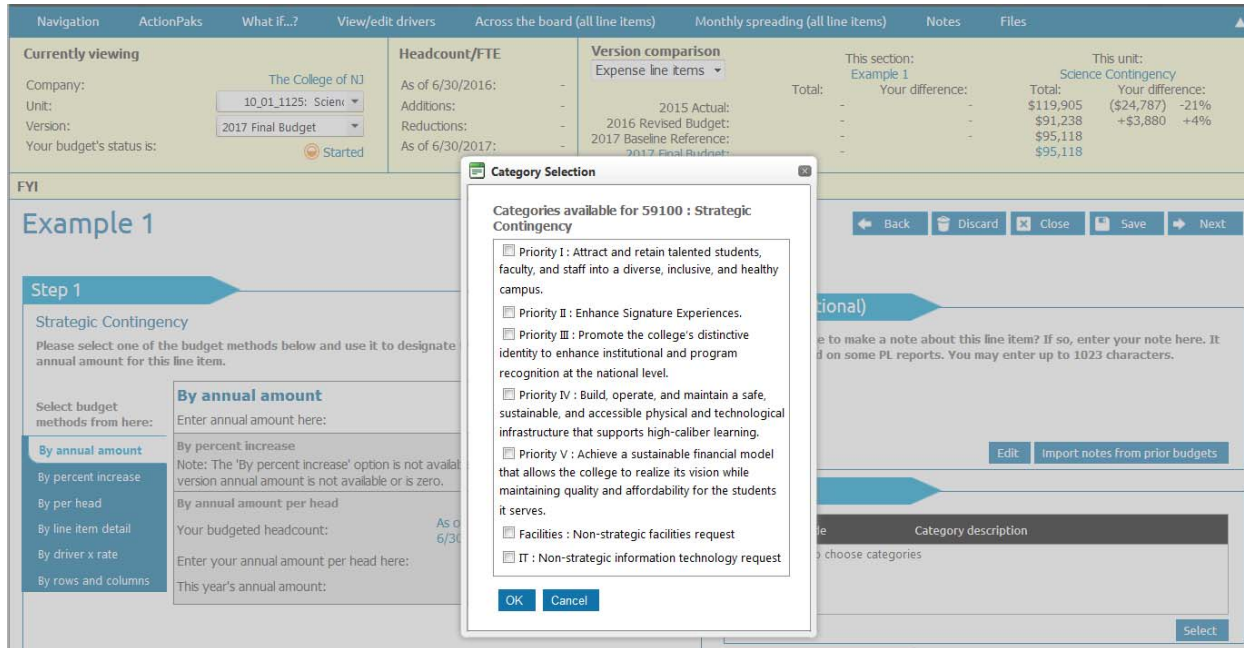 Navigation ActionPaks What if...? View/edit drivers Across the board (all line items) Monthly spreading (all line items) Notes Files
Currently viewing
Company: The College of NJ
Unit: 10_01_1125: Scienc
Version: 2017 Final Budget
Your budget's status is: Started
Headcount/FTE
As of 6/30/2016: -
Additions: -
Reductions: -
As of 6/30/2017: -
Version comparison
Expense line items
This section:
Example 1
Total: Your difference:
This unit:
Science Contingency
Total: Your difference:
2015 Actual: - - $119,905 ($24,787) -21%
2016 Revised Budget: - - $91,238 +$3,880 +4%
2017 Baseline Reference: - $95,118
2017 Final Budget: - $95,118
FYI
Example 1
Back Discard Close Save Next
Step 1
Strategic Contingency
Please select one of the budget methods below and use it to designate
annual amount for this line item.
Select budget
methods from here:
By annual amount
By percent increase
By per head
By line item detail
By driver x rate
By rows and columns
By annual amount
Enter annual amount here:
By percent increase
Note: The 'By percent increase' option is not availab
version annual amount is not available or is zero.
By annual amount per head
Your budgeted headcount: As o
6/30
Enter your annual amount per head here:
This year's annual amount:
Category Selection
Categories available for 59100 : Strategic
Contingency
Priority I : Attract and retain talented students,
faculty, and staff into a diverse, inclusive, and healthy
campus.
Priority II : Enhance Signature Experiences.
Priority III : Promote the college's distinctive
identity to enhance institutional and program
recognition at the national level.
Priority IV : Build, operate, and maintain a safe,
sustainable, and accessible physical and technological
infrastructure that supports high-caliber learning.
Priority V : Achieve a sustainable financial model
that allows the college to realize its vision while
maintaining quality and affordability for the students
it serves.
Facilities : Non-strategic facilities request
IT : Non-strategic information technology request
OK Cancel
tional)
e to make a note about this line item? If so, enter your note here. It
d on some PL reports. You may enter up to 1023 characters.
Edit Import notes from prior budgets
de Category description
o choose categories
Select